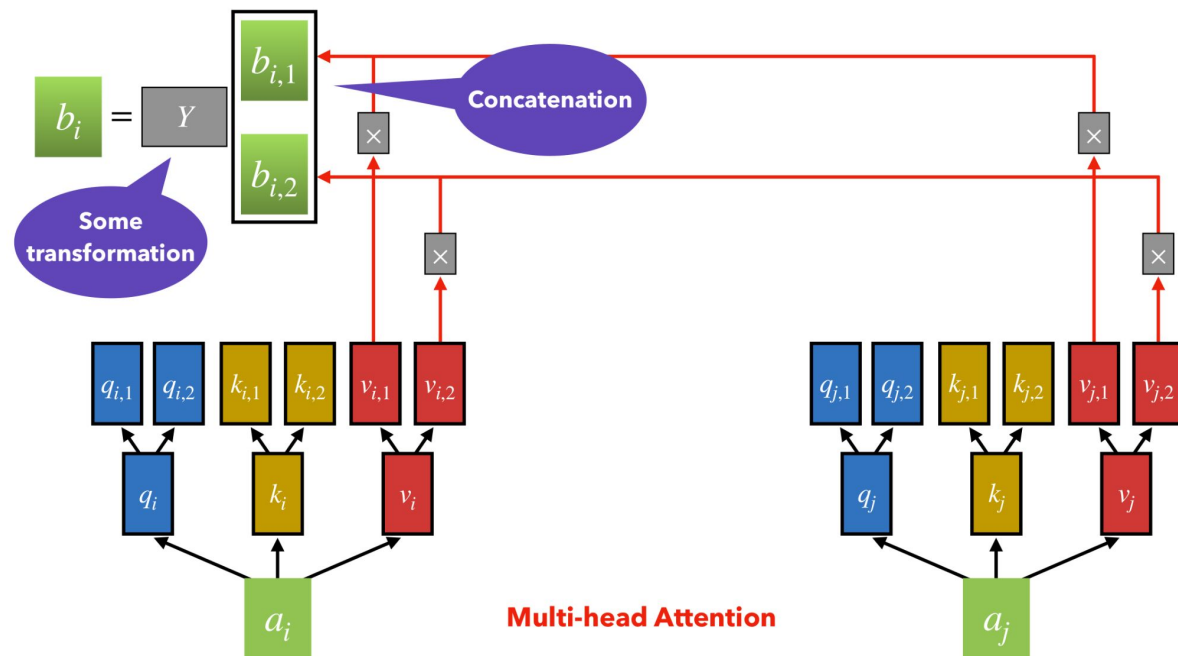 b_{i,1}
Concatenation
b_i = Y
×
×
b_{i,2}
Some
transformation
×
×
q_{i,1} q_{i,2} k_{i,1} k_{i,2} v_{i,1} v_{i,2}
q_{j,1} q_{j,2} k_{j,1} k_{j,2} v_{j,1} v_{j,2}
q_i k_i v_i
q_j k_j v_j
a_i
Multi-head Attention
a_j